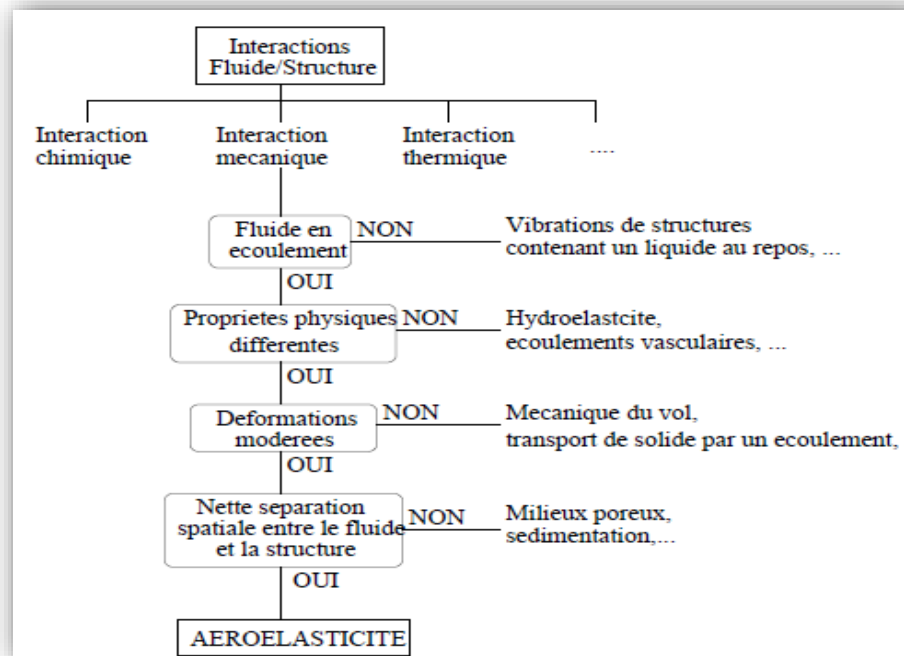 Interactions
Fluide/Structure
Interaction
chimique
Interaction
mecanique
Interaction
thermique
....
Fluide en
ecoulement
NON
Vibrations de structures
contenant un liquide au repos, ...
OUI
Proprietes physiques
differentes
NON
Hydroelastcite,
ecoulements vasculaires, ...
OUI
Deformations
moderees
NON
Mecanique du vol,
transport de solide par un ecoulement,
OUI
Nette separation
spatiale entre le fluide
et la structure
NON
Milieux poreux,
sedimentation,...
OUI
AEROELASTICITE